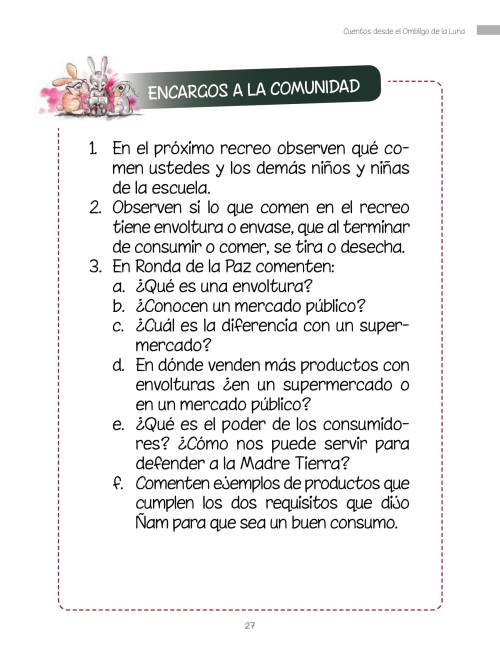 Cuentos desde el Ombligo de la Luna
ENCARGOS A LA COMUNIDAD
1. En el próximo recreo observen qué co-
men ustedes y los demás niños y niñas
de la escuela.
2. Observen si lo que comen en el recreo
tiene envoltura o envase, que al terminar
de consumir o comer, se tira o desecha.
3. En Ronda de la Paz comenten:
a. ¿Qué es una envoltura?
b. ¿Conocen un mercado público?
c. ¿Cuál es la diferencia con un super-
mercado?
d. En dónde venden más productos con
envolturas ¿en un supermercado o
en un mercado público?
e. ¿Qué es el poder de los consumido-
res? ¿Cómo nos puede servir para
defender a la Madre Tierra?
f. Comenten ejemplos de productos que
cumplen los dos requisitos que dijo
Ñam para que sea un buen consumo.
27